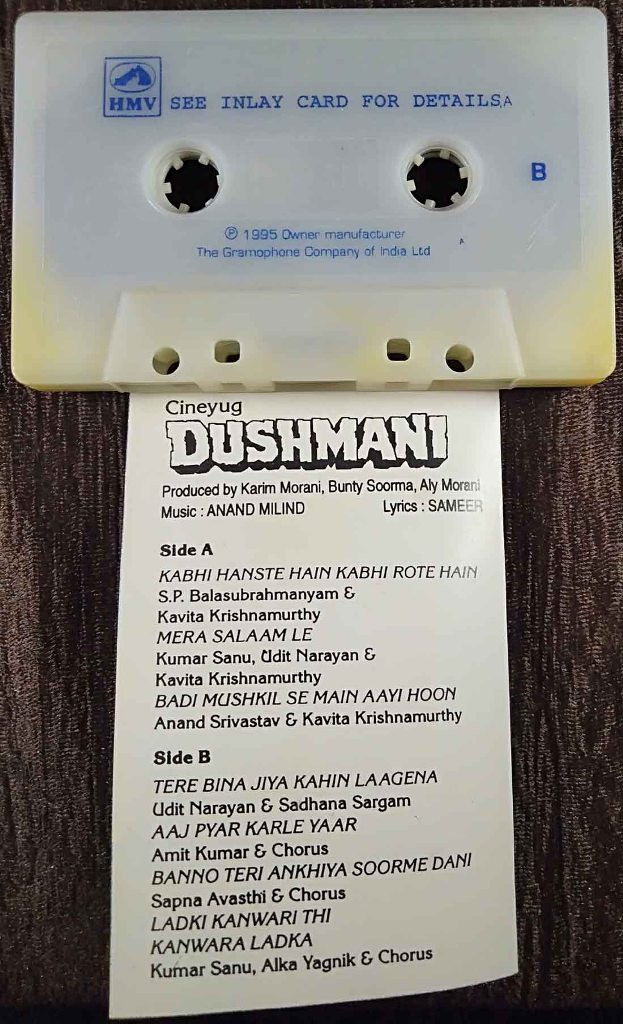 HMV
SEE INLAY CARD FOR DETAILS A
B
℗ 1995 Owner manufacturer
The Gramophone Company of India Ltd
A
Cineyug
DUSHMANI
Produced by Karim Morani, Bunty Soorma, Aly Morani
Music : ANAND MILIND Lyrics : SAMEER
Side A
KABHI HANSTE HAIN KABHI ROTE HAIN
S.P. Balasubrahmanyam &
Kavita Krishnamurthy
MERA SALAAM LE
Kumar Sanu, Udit Narayan &
Kavita Krishnamurthy
BADI MUSHKIL SE MAIN AAYI HOON
Anand Srivastav & Kavita Krishnamurthy
Side B
TERE BINA JIYA KAHIN LAAGENA
Udit Narayan & Sadhana Sargam
AAJ PYAR KARLE YAAR
Amit Kumar & Chorus
BANNO TERI ANKHIYA SOORME DANI
Sapna Avasthi & Chorus
LADKI KANWARI THI
KANWARA LADKA
Kumar Sanu, Alka Yagnik & Chorus